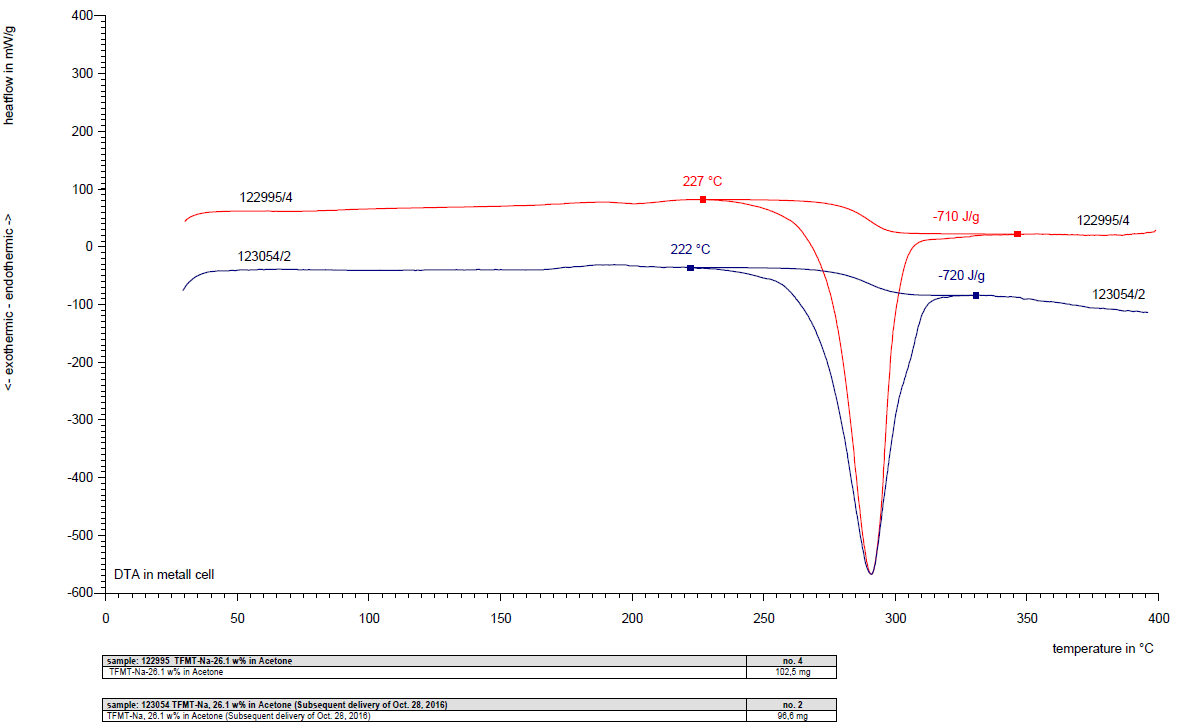 400
300
200
100
0
-100
-200
-300
-400
-500
-600
heatflow in mW/g
<- exothermic - endothermic ->
122995/4
227 °C
-710 J/g
122995/4
123054/2
222 °C
-720 J/g
123054/2
DTA in metall cell
0 50 100 150 200 250 300 350 400
temperature in °C
sample: 122995 TFMT-Na-26.1 w% in Acetone no. 4
TFMT-Na-26.1 w% in Acetone 102,5 mg
sample: 123054 TFMT-Na, 26.1 w% in Acetone (Subsequent delivery of Oct. 28, 2016) no. 2
TFMT-Na, 26.1 w% in Acetone (Subsequent delivery of Oct. 28, 2016) 96,6 mg